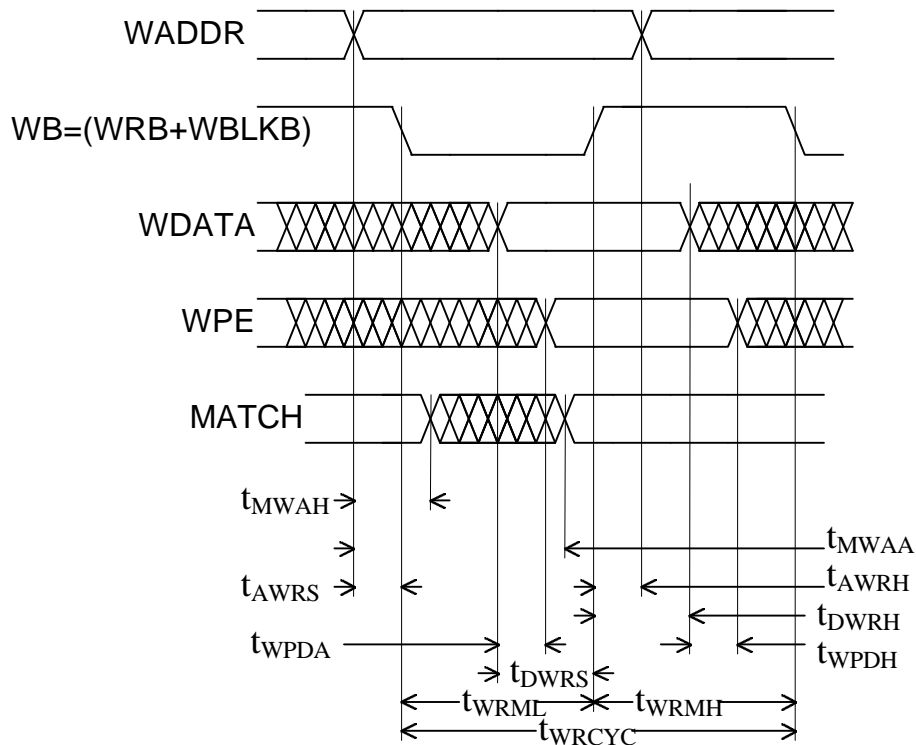 WADDR
WB=(WRB+WBLKB)
WDATA
WPE
MATCH
tMWAH
tMWAA
tAWRS
tAWRH
tDWRH
tWPDA
tWPDH
tDWRS
tWRML
tWRMH
tWRCYC